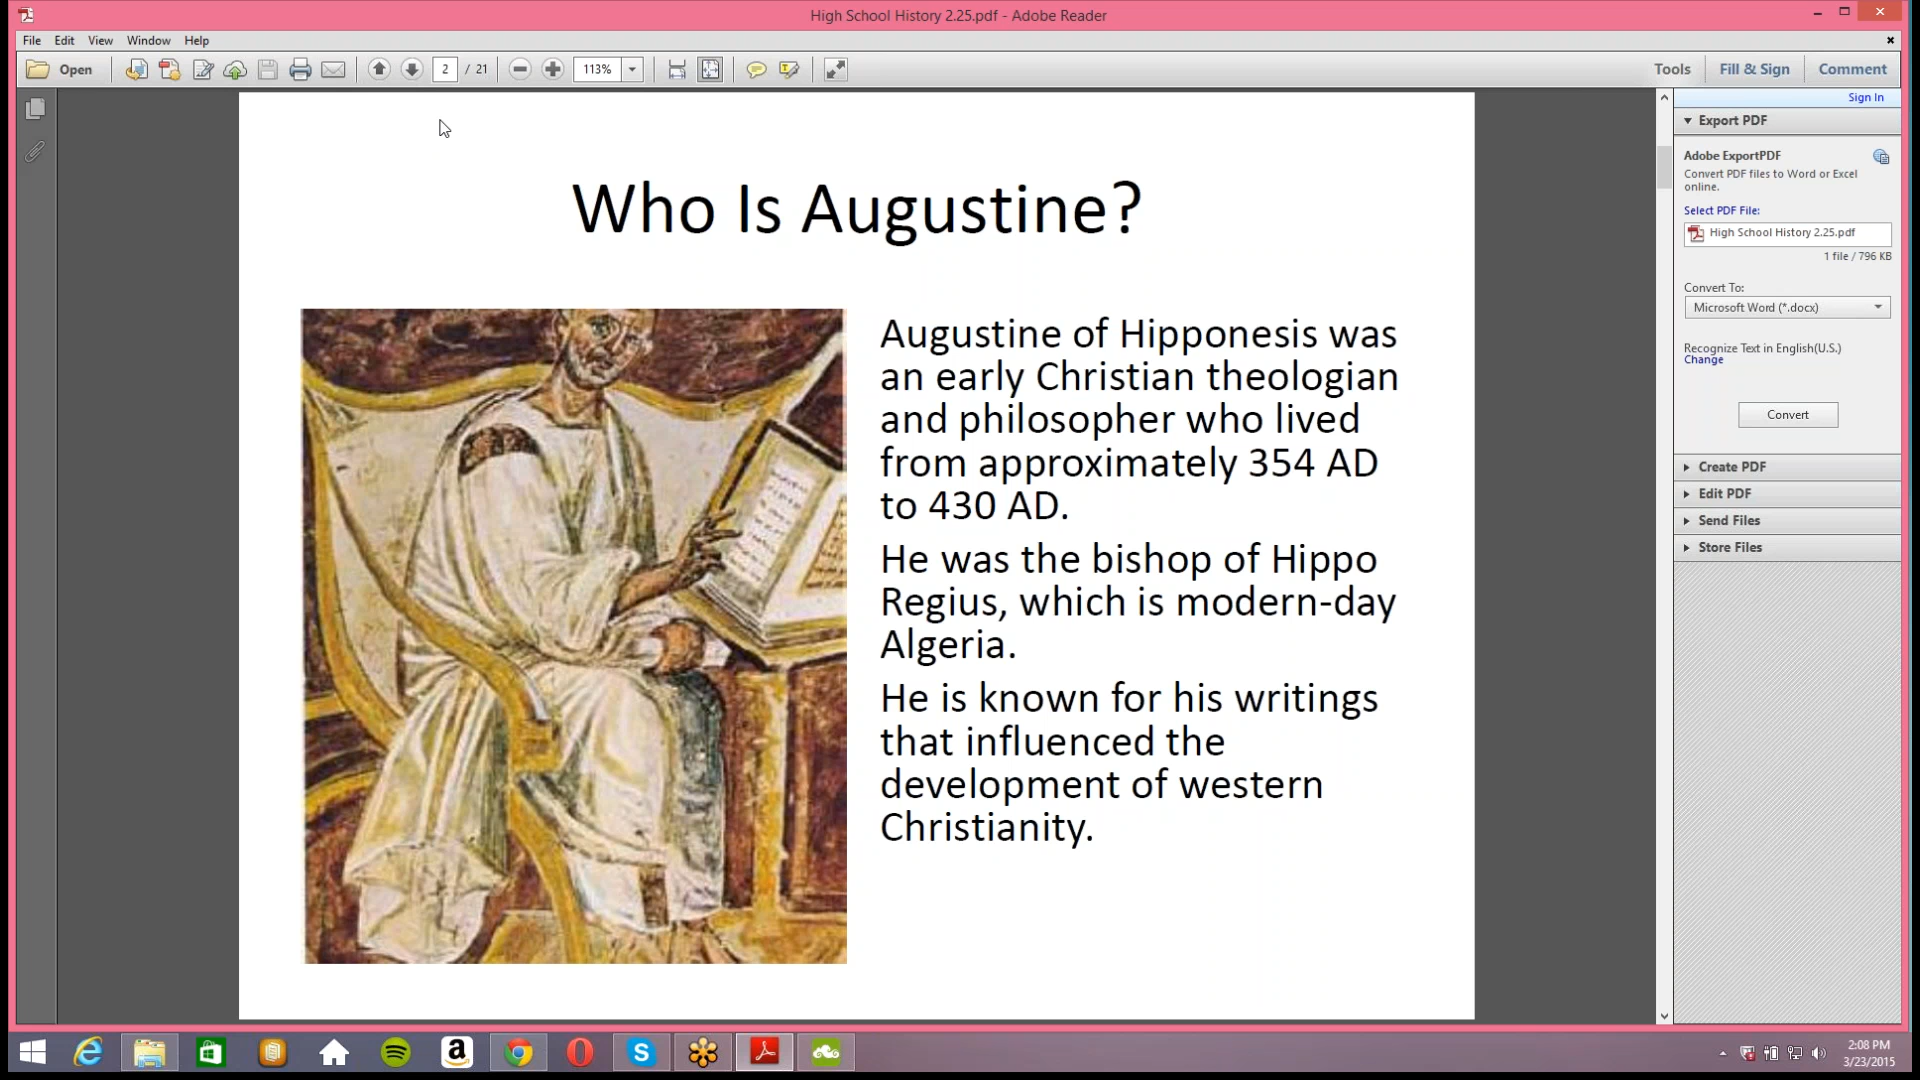 High School History 2.25.pdf - Adobe Reader
File Edit View Window Help
Open 2 / 21 113% Tools Fill & Sign Comment
Sign In
Export PDF
Adobe ExportPDF
Convert PDF files to Word or Excel
online.
Select PDF File:
High School History 2.25.pdf
1 file / 796 KB
Convert To:
Microsoft Word (*.docx)
Recognize Text in English(U.S.)
Change
Convert
Create PDF
Edit PDF
Send Files
Store Files
Who Is Augustine?
Augustine of Hipponesis was
an early Christian theologian
and philosopher who lived
from approximately 354 AD
to 430 AD.
He was the bishop of Hippo
Regius, which is modern-day
Algeria.
He is known for his writings
that influenced the
development of western
Christianity.
2:08 PM
3/23/2015